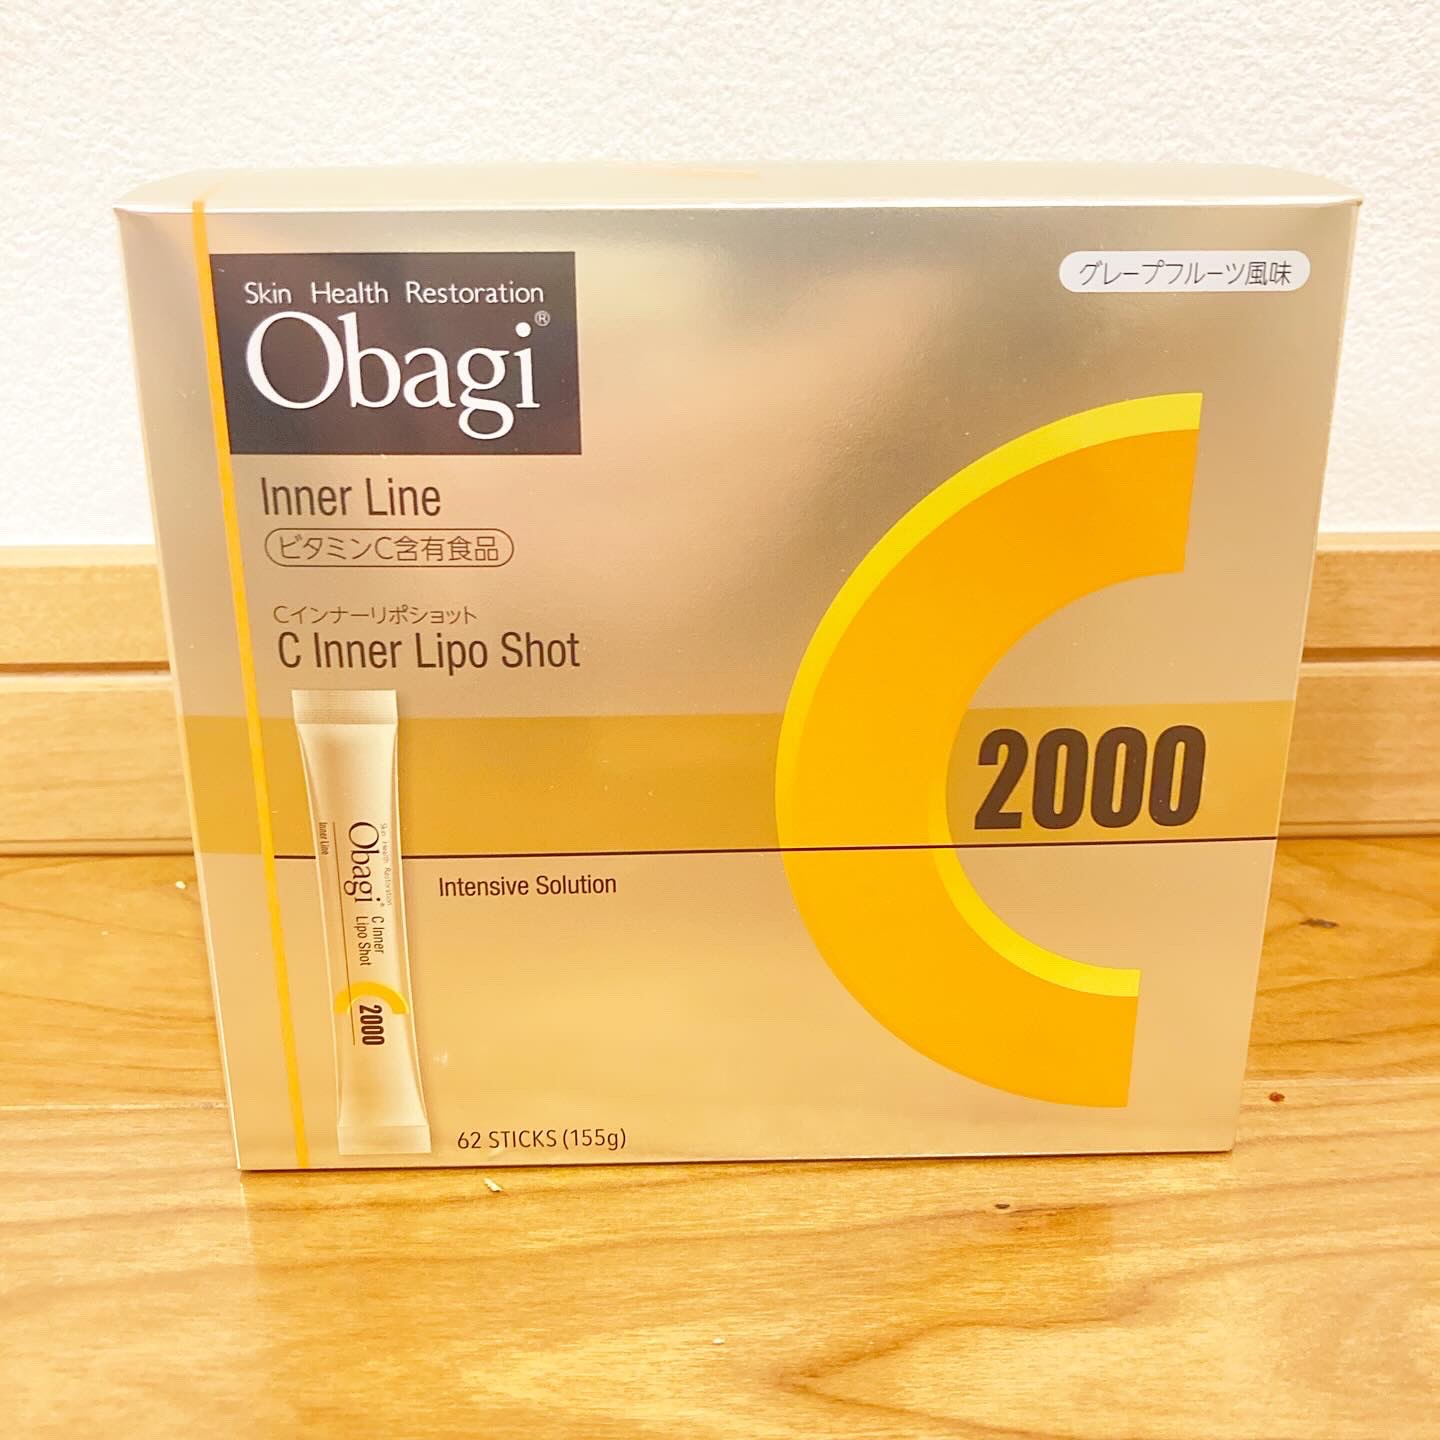 Skin Health Restoration
Obagi®
グレープフルーツ風味
Inner Line
ビタミンC含有食品
Cインナーリポショット
C Inner Lipo Shot
C
2000
Intensive Solution
Skin Health Restoration
Obagi®
Inner Line
C Inner
Lipo Shot
2000
62 STICKS (155g)